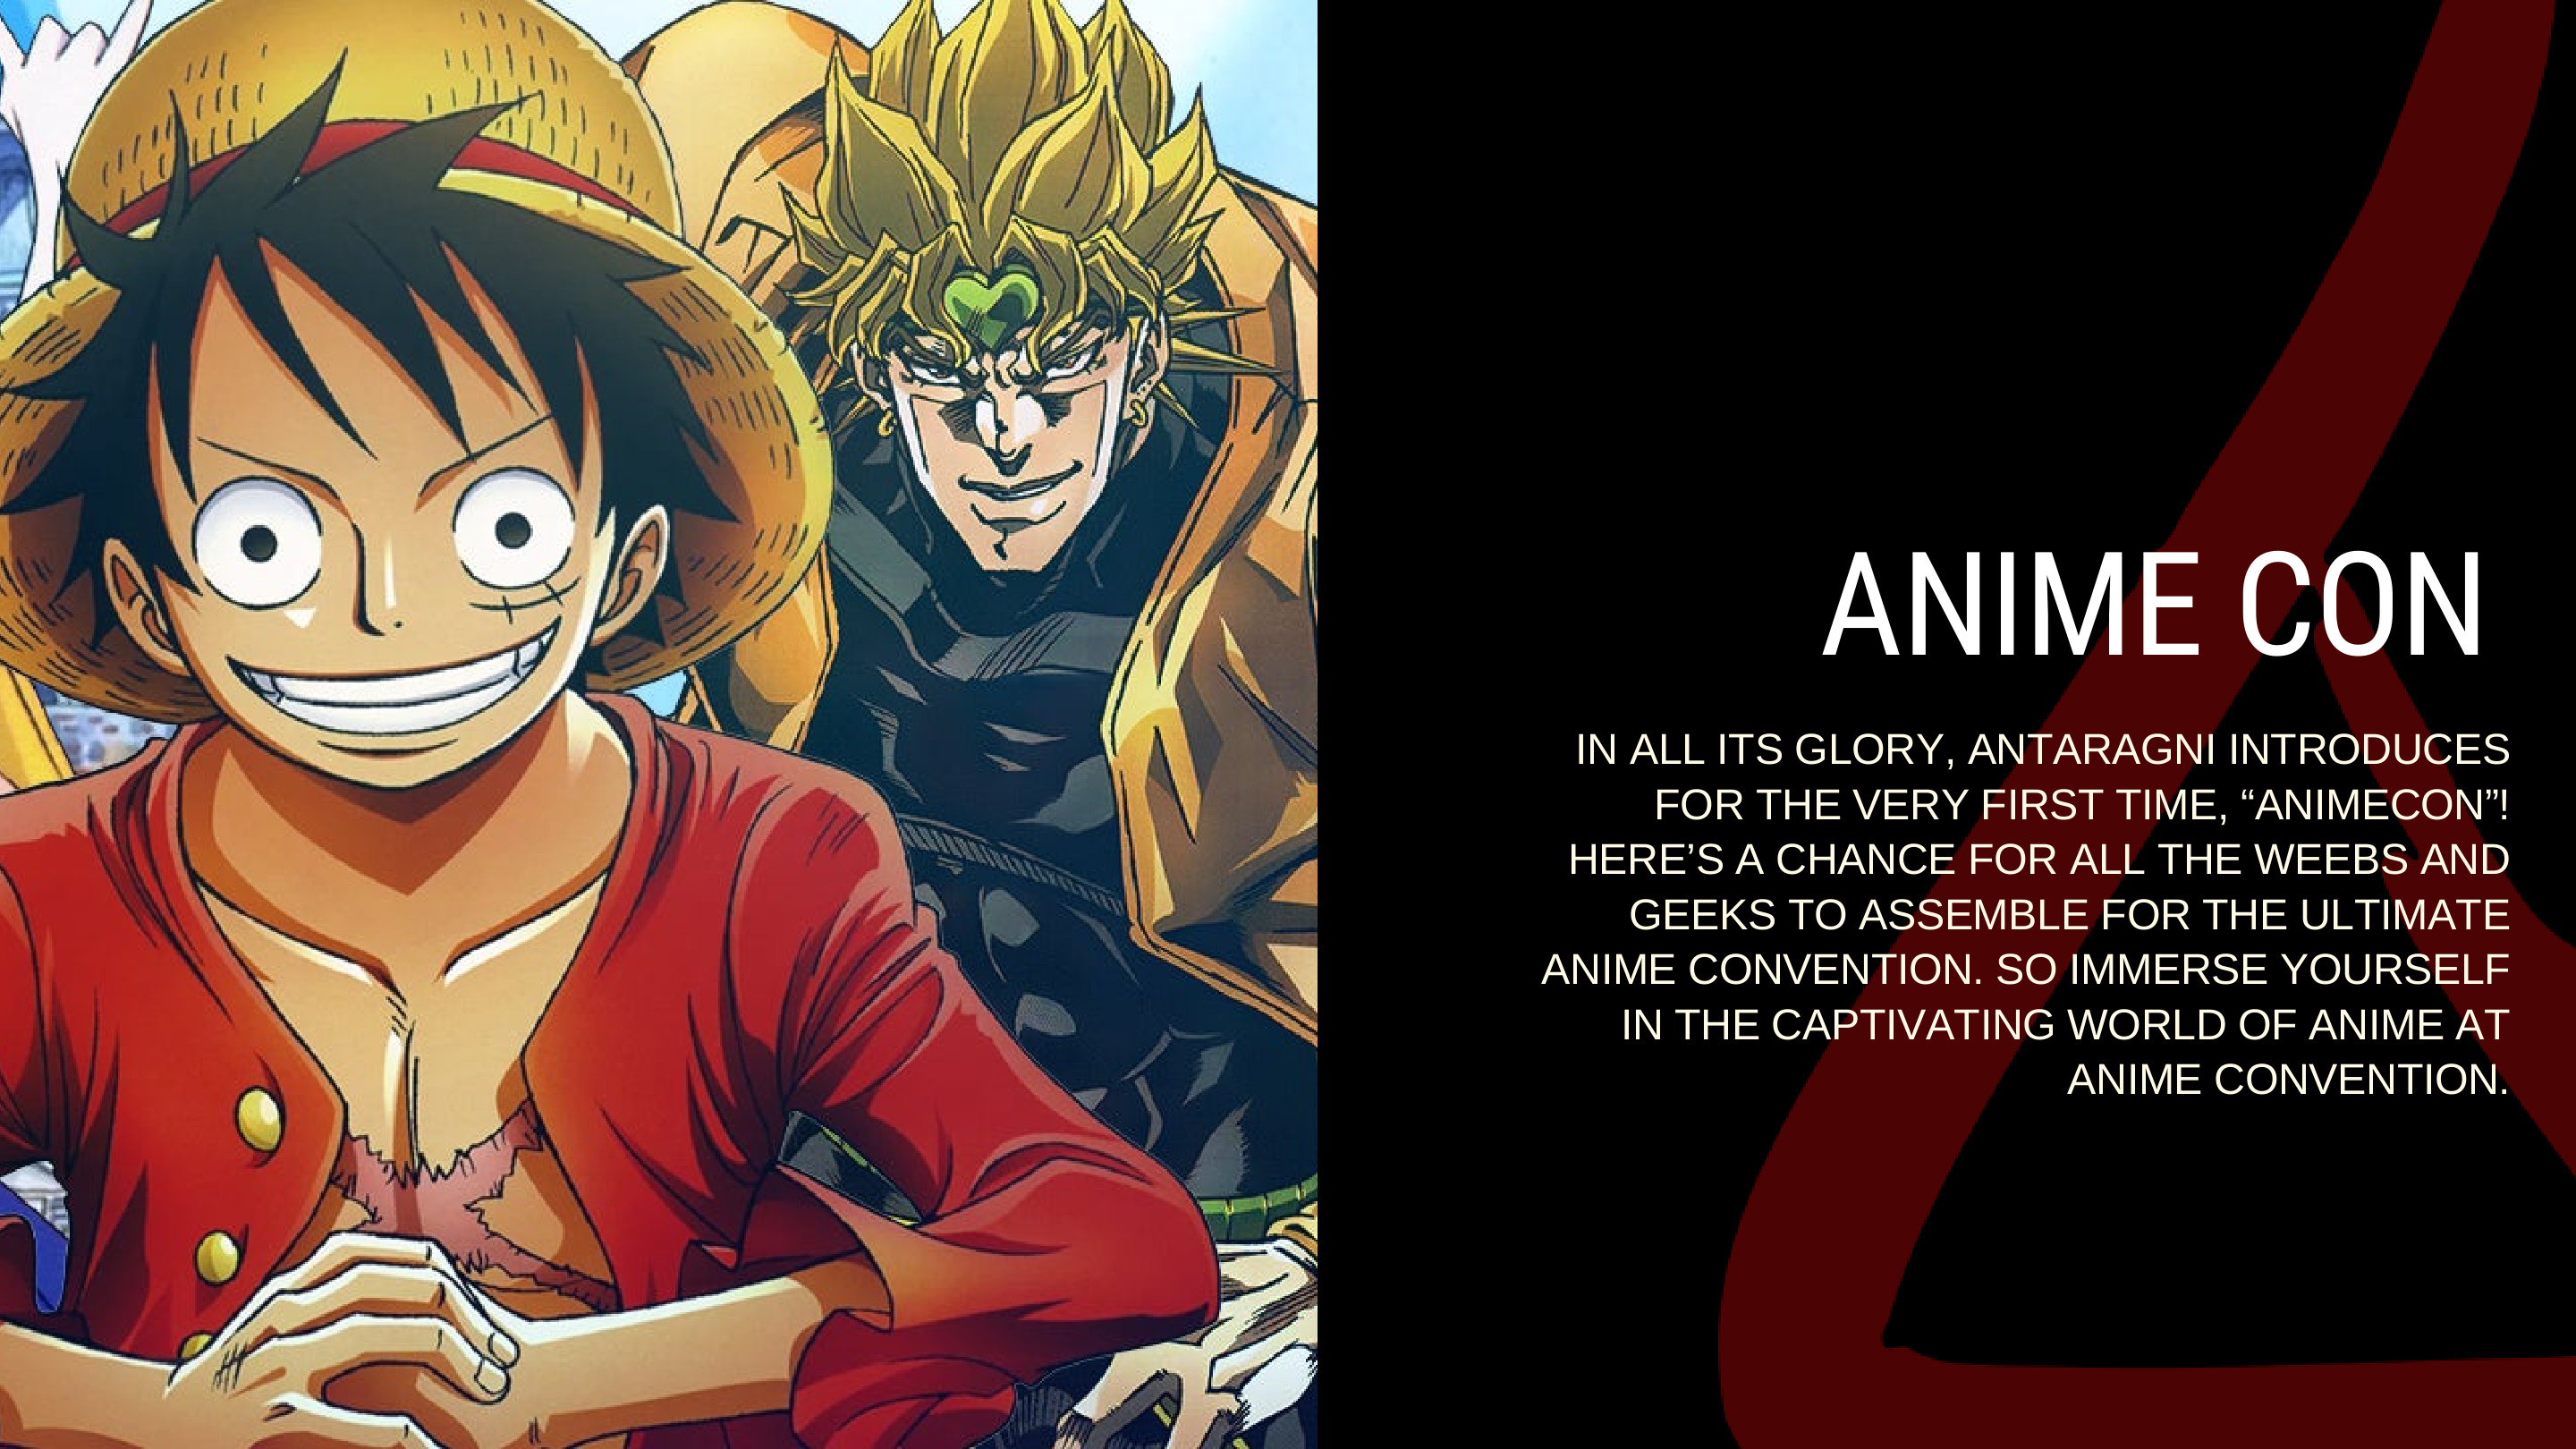 ANIME CON
IN ALL ITS GLORY, ANTARAGNI INTRODUCES
FOR THE VERY FIRST TIME, “ANIMECON”!
HERE’S A CHANCE FOR ALL THE WEEBS AND
GEEKS TO ASSEMBLE FOR THE ULTIMATE
ANIME CONVENTION. SO IMMERSE YOURSELF
IN THE CAPTIVATING WORLD OF ANIME AT
ANIME CONVENTION.